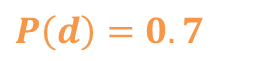 P(d) = 0.7